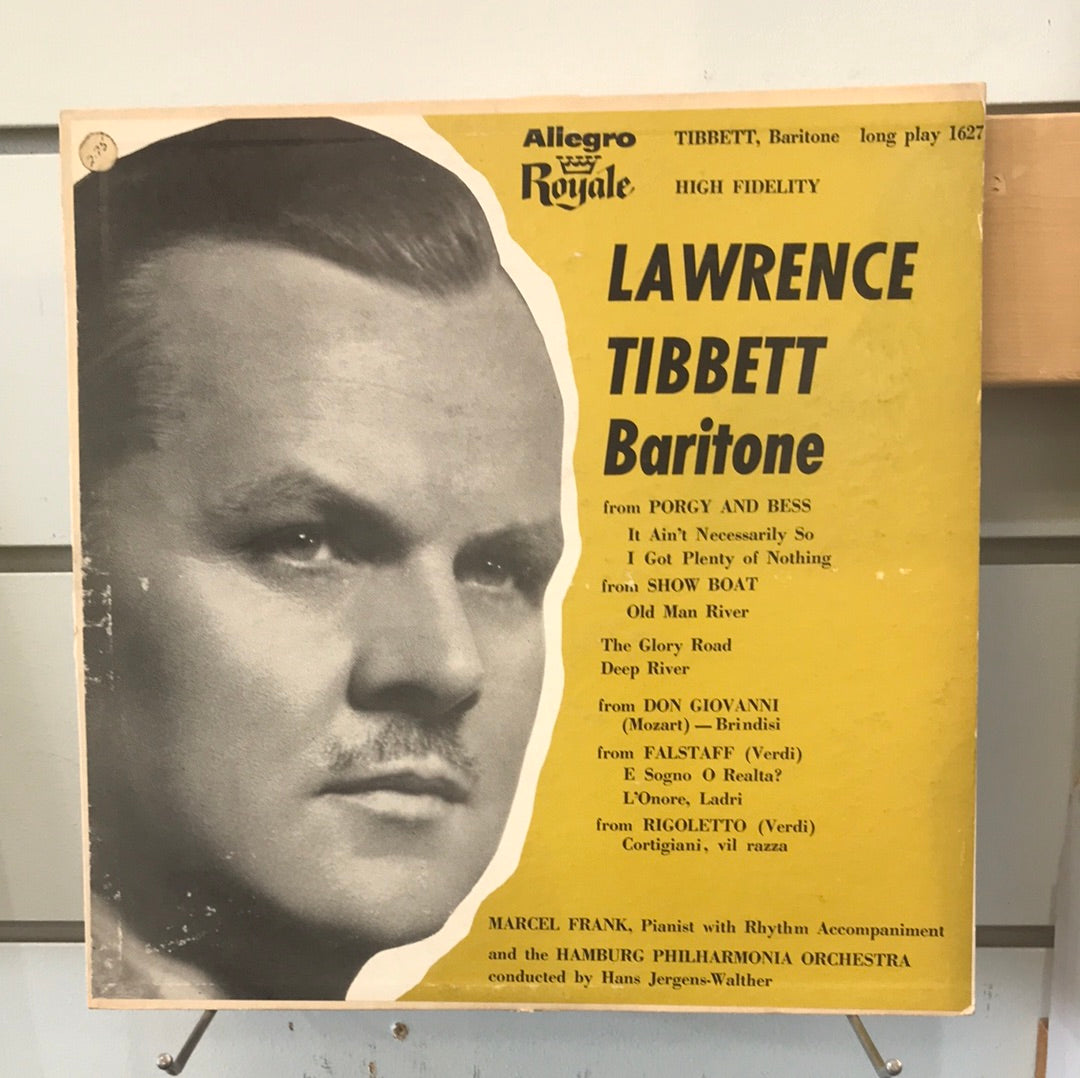 2.75
Allegro
Royale
TIBBETT, Baritone long play 1627
HIGH FIDELITY
LAWRENCE
TIBBETT
Baritone
from PORGY AND BESS
It Ain't Necessarily So
I Got Plenty of Nothing
from SHOW BOAT
Old Man River
The Glory Road
Deep River
from DON GIOVANNI
(Mozart) — Brindisi
from FALSTAFF (Verdi)
E Sogno O Realta?
L'Onore, Ladri
from RIGOLETTO (Verdi)
Cortigiani, vil razza
MARCEL FRANK, Pianist with Rhythm Accompaniment
and the HAMBURG PHILHARMONIA ORCHESTRA
conducted by Hans Jergens-Walther